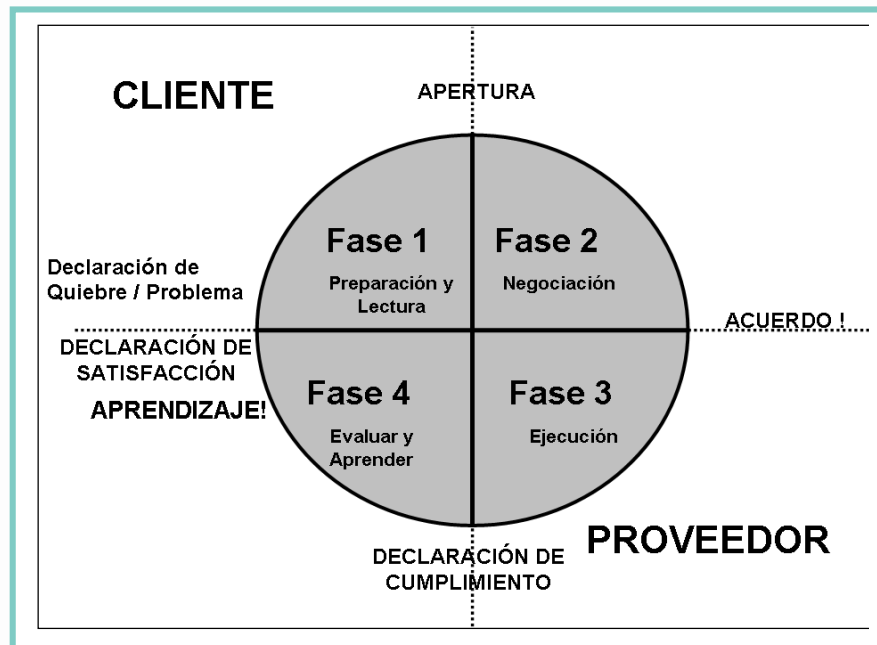 CLIENTE
APERTURA
Fase 1
Preparación y
Lectura
Fase 2
Negociación
Declaración de
Quiebre / Problema
ACUERDO !
DECLARACIÓN DE
SATISFACCIÓN
APRENDIZAJE!
Fase 4
Evaluar y
Aprender
Fase 3
Ejecución
DECLARACIÓN DE
CUMPLIMIENTO
PROVEEDOR